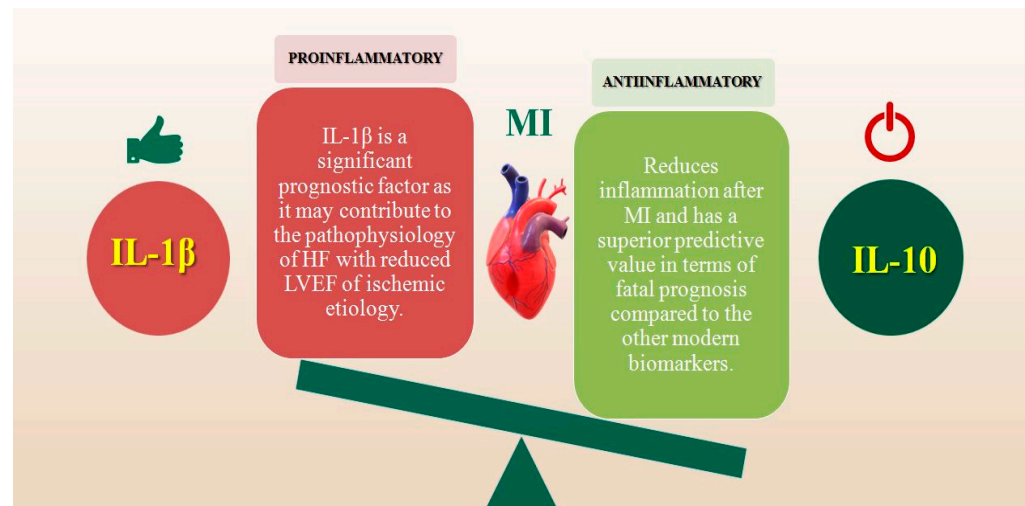 PROINFLAMMATORY
IL-1β is a
significant
prognostic factor as
it may contribute to
the pathophysiology
of HF with reduced
LVEF of ischemic
etiology.
IL-1β
MI
ANTIINFLAMMATORY
Reduces
inflammation after
MI and has a
superior predictive
value in terms of
fatal prognosis
compared to the
other modern
biomarkers.
IL-10